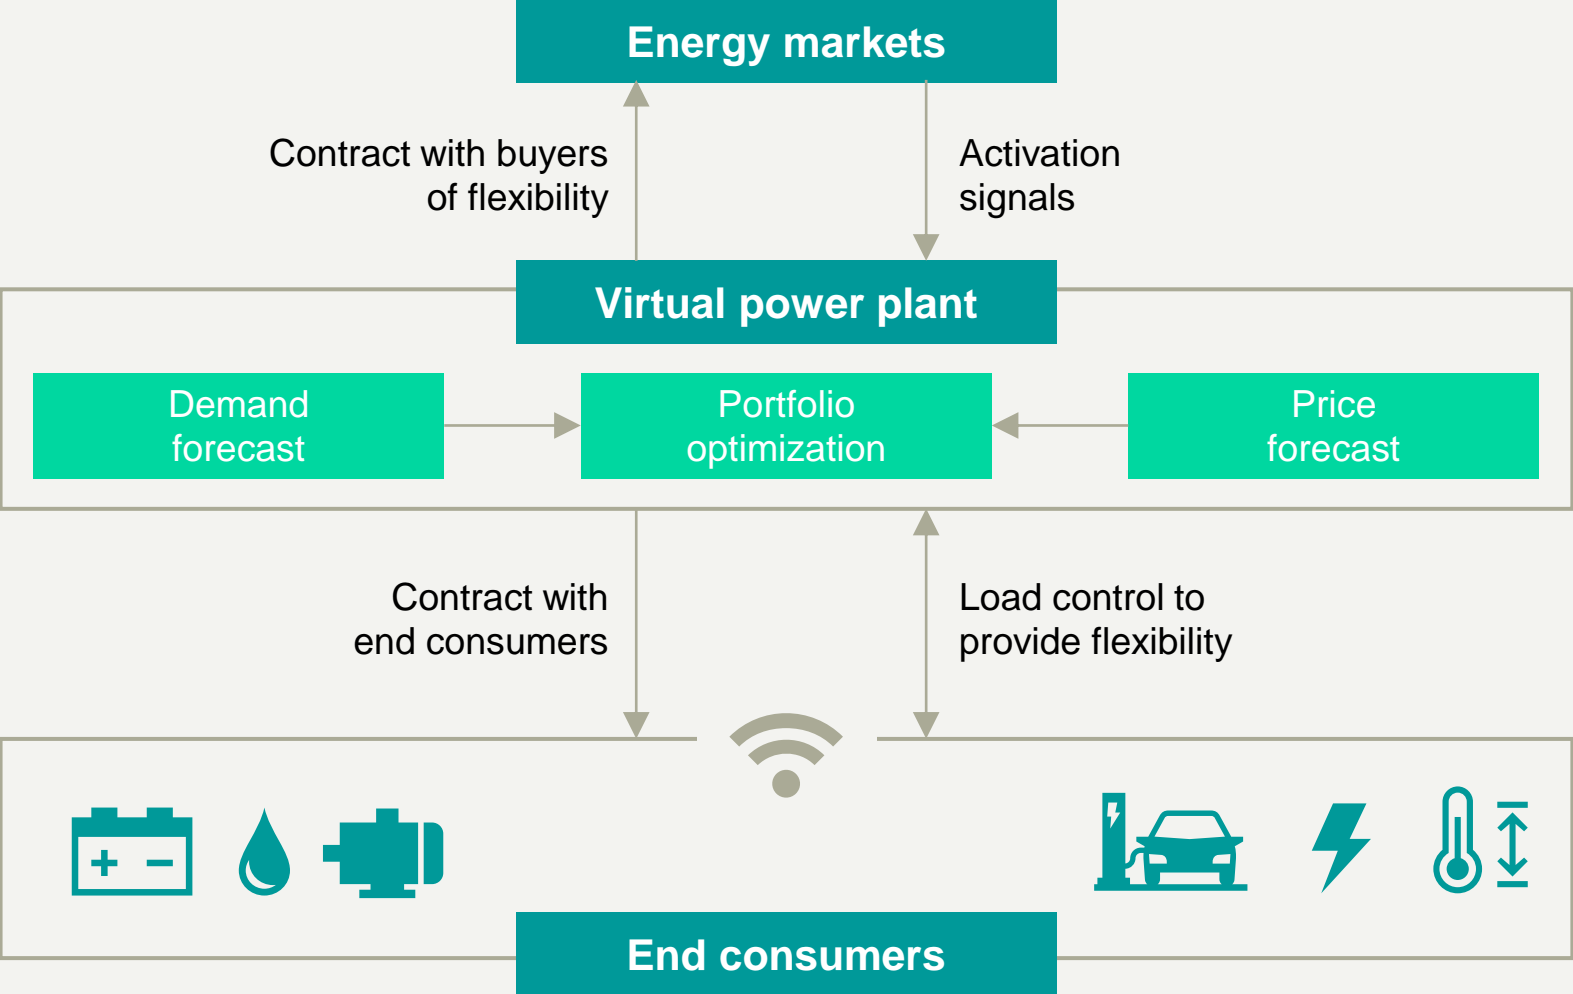 Energy markets
Contract with buyers
of flexibility
Activation
signals
Virtual power plant
Demand
forecast
Portfolio
optimization
Price
forecast
Contract with
end consumers
Load control to
provide flexibility
+ −
End consumers